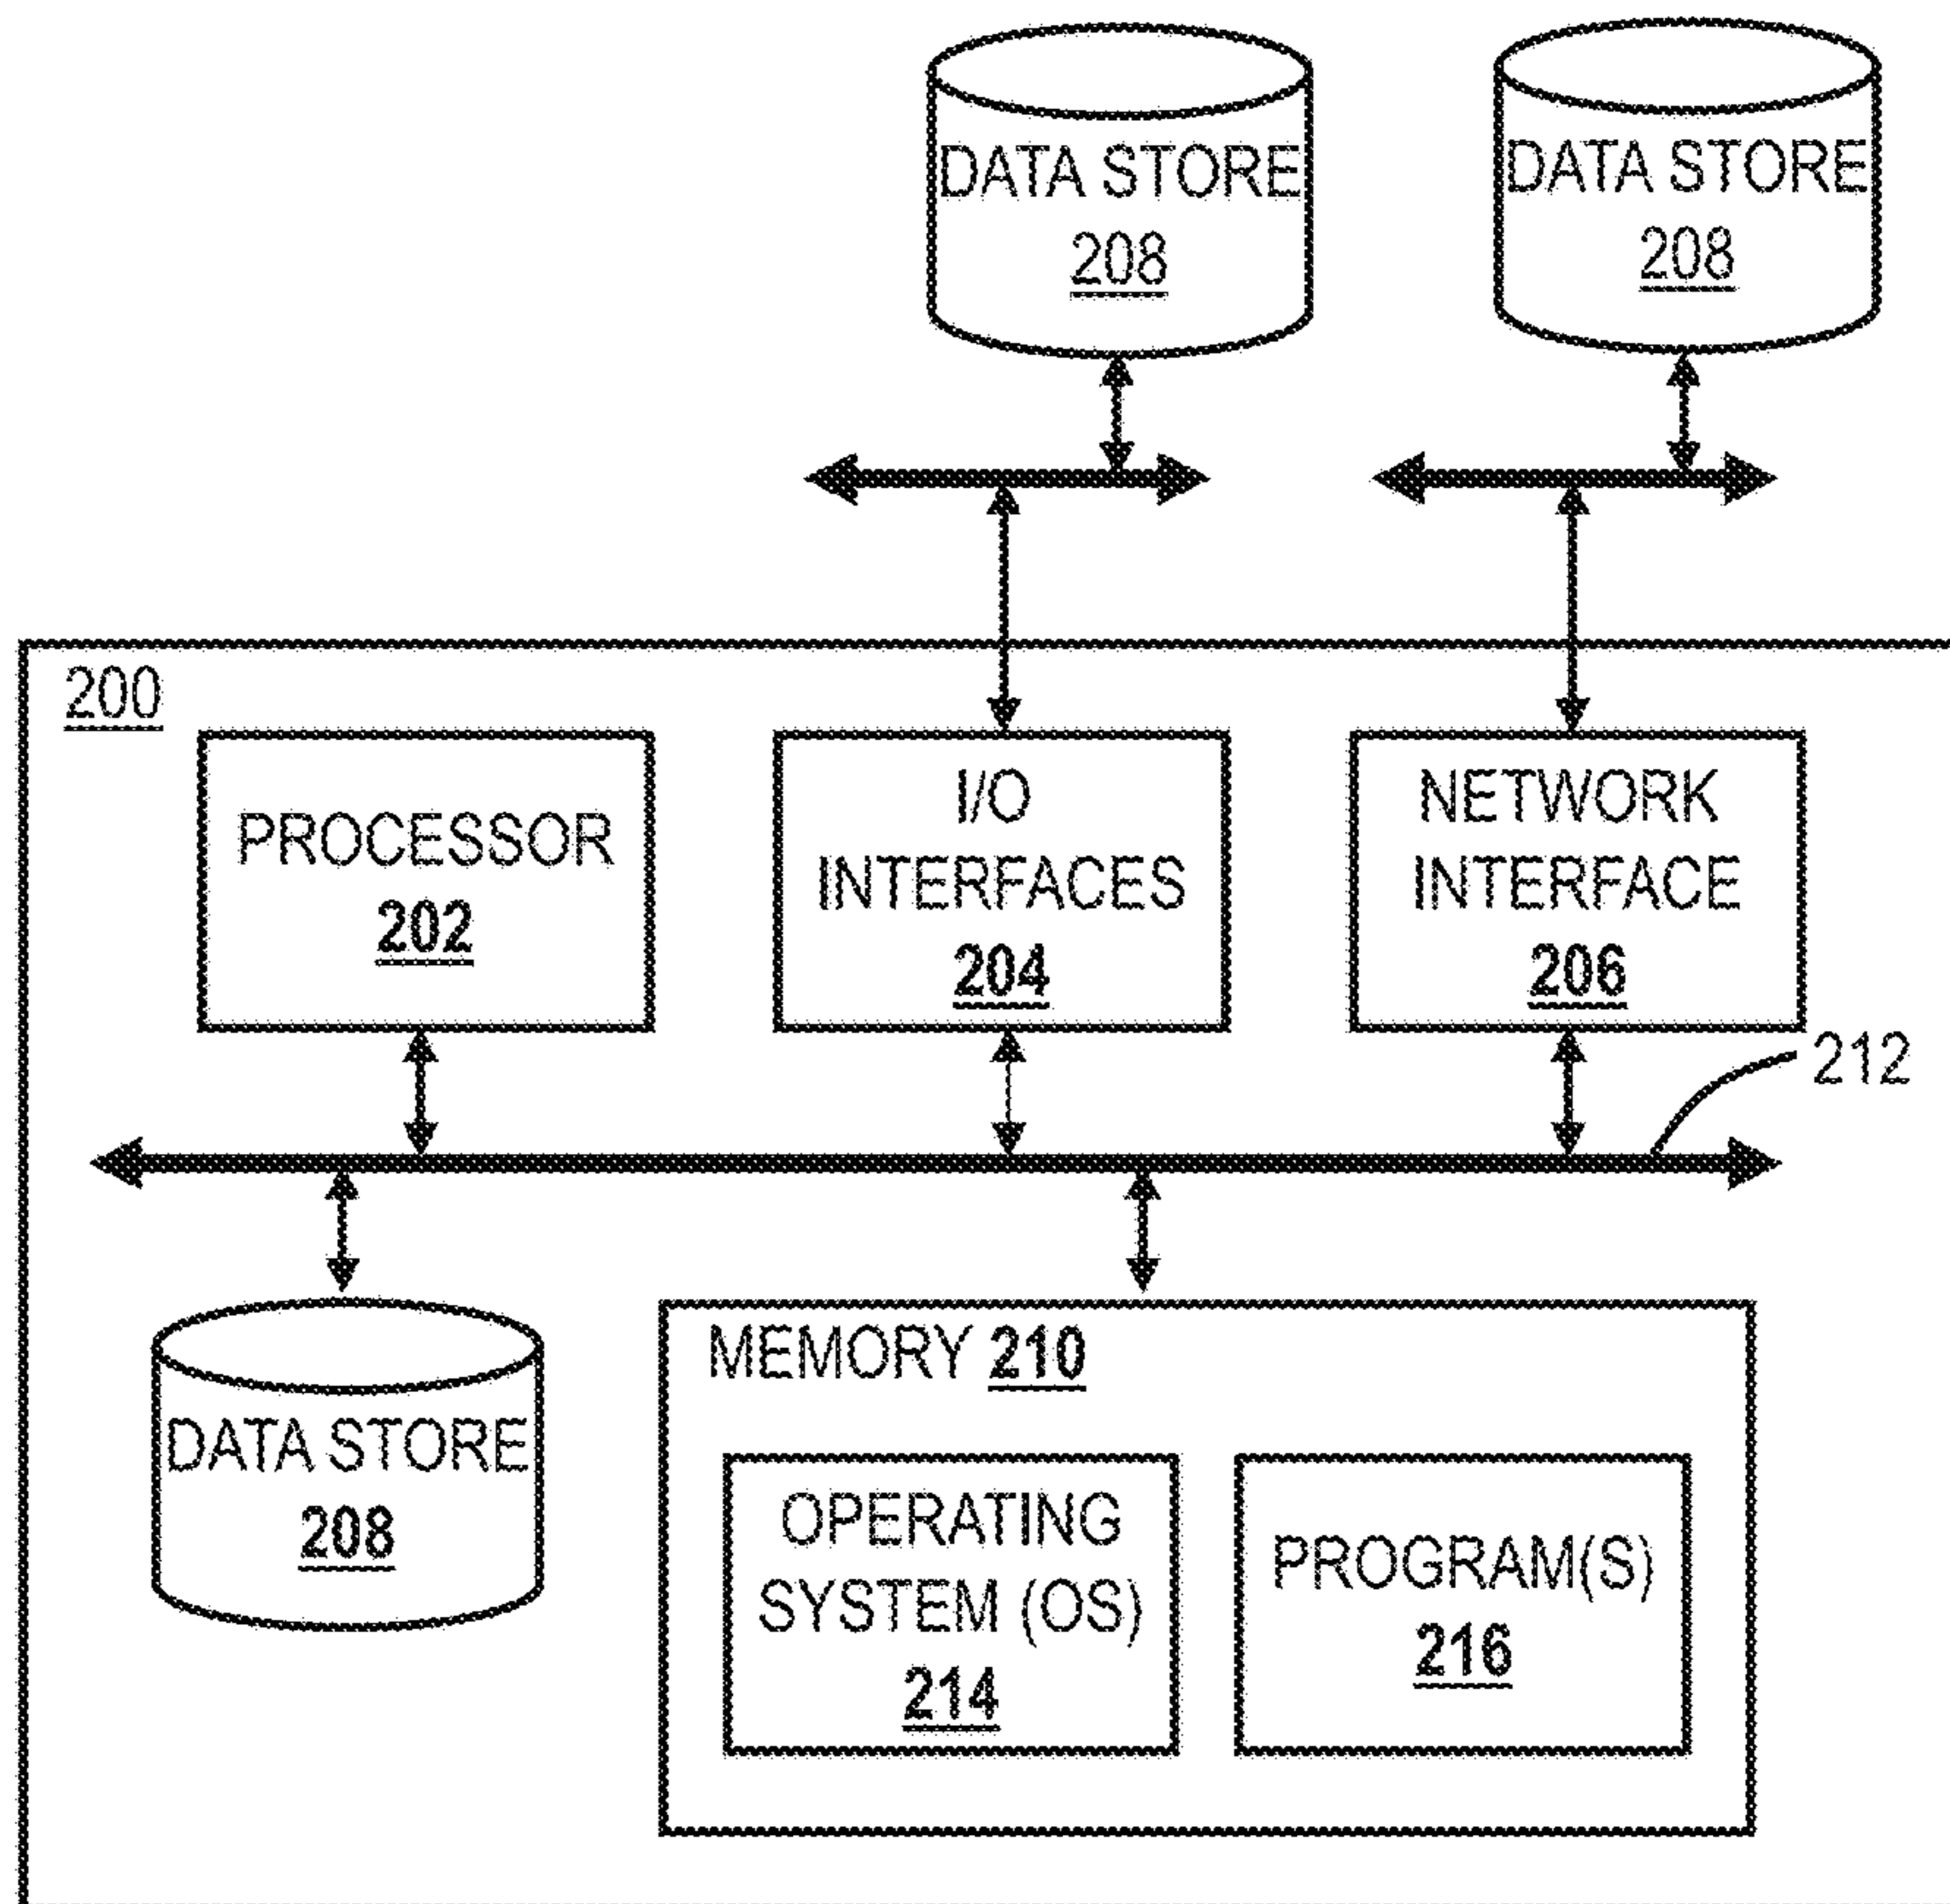 DATA STORE
208
DATA STORE
208
200
PROCESSOR
202
I/O
INTERFACES
204
NETWORK
INTERFACE
206
212
DATA STORE
208
MEMORY 210
OPERATING
SYSTEM (OS)
214
PROGRAM(S)
216